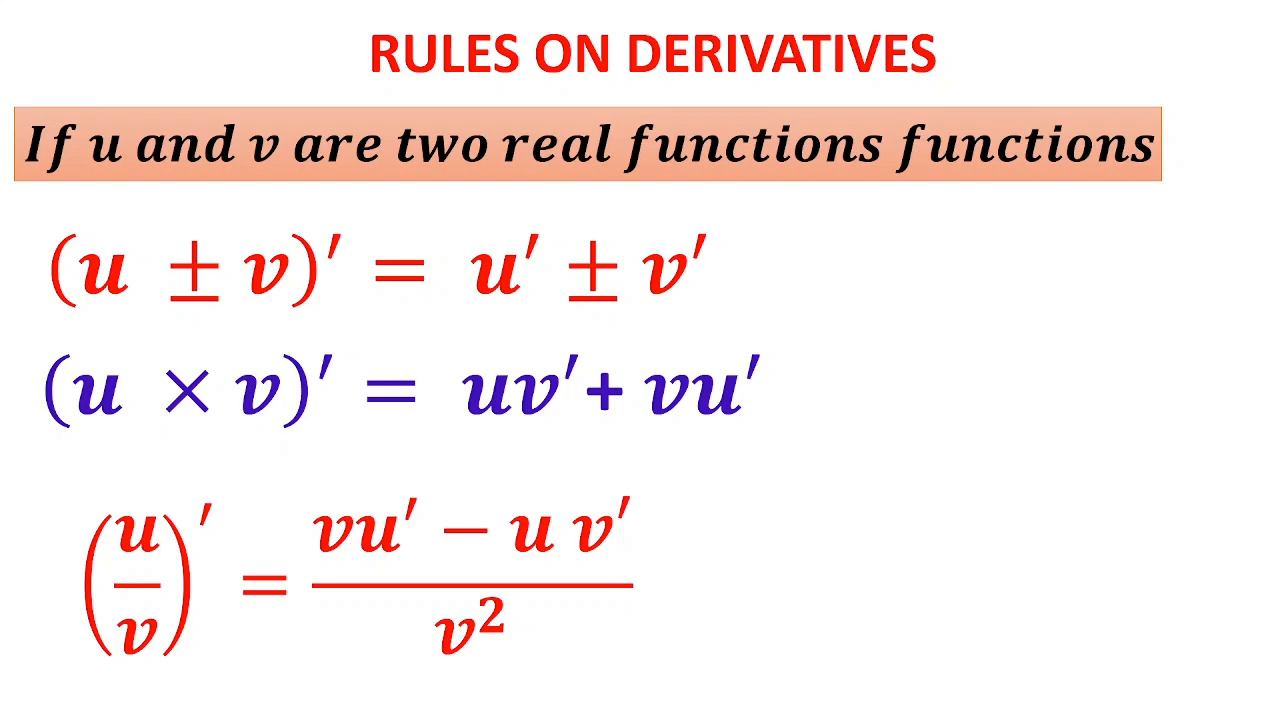 RULES ON DERIVATIVES
If u and v are two real functions functions
(u ± v)′ = u′ ± v′
(u × v)′ = uv′+ vu′
(u/v)′ = (vu′ − u v′)/v²